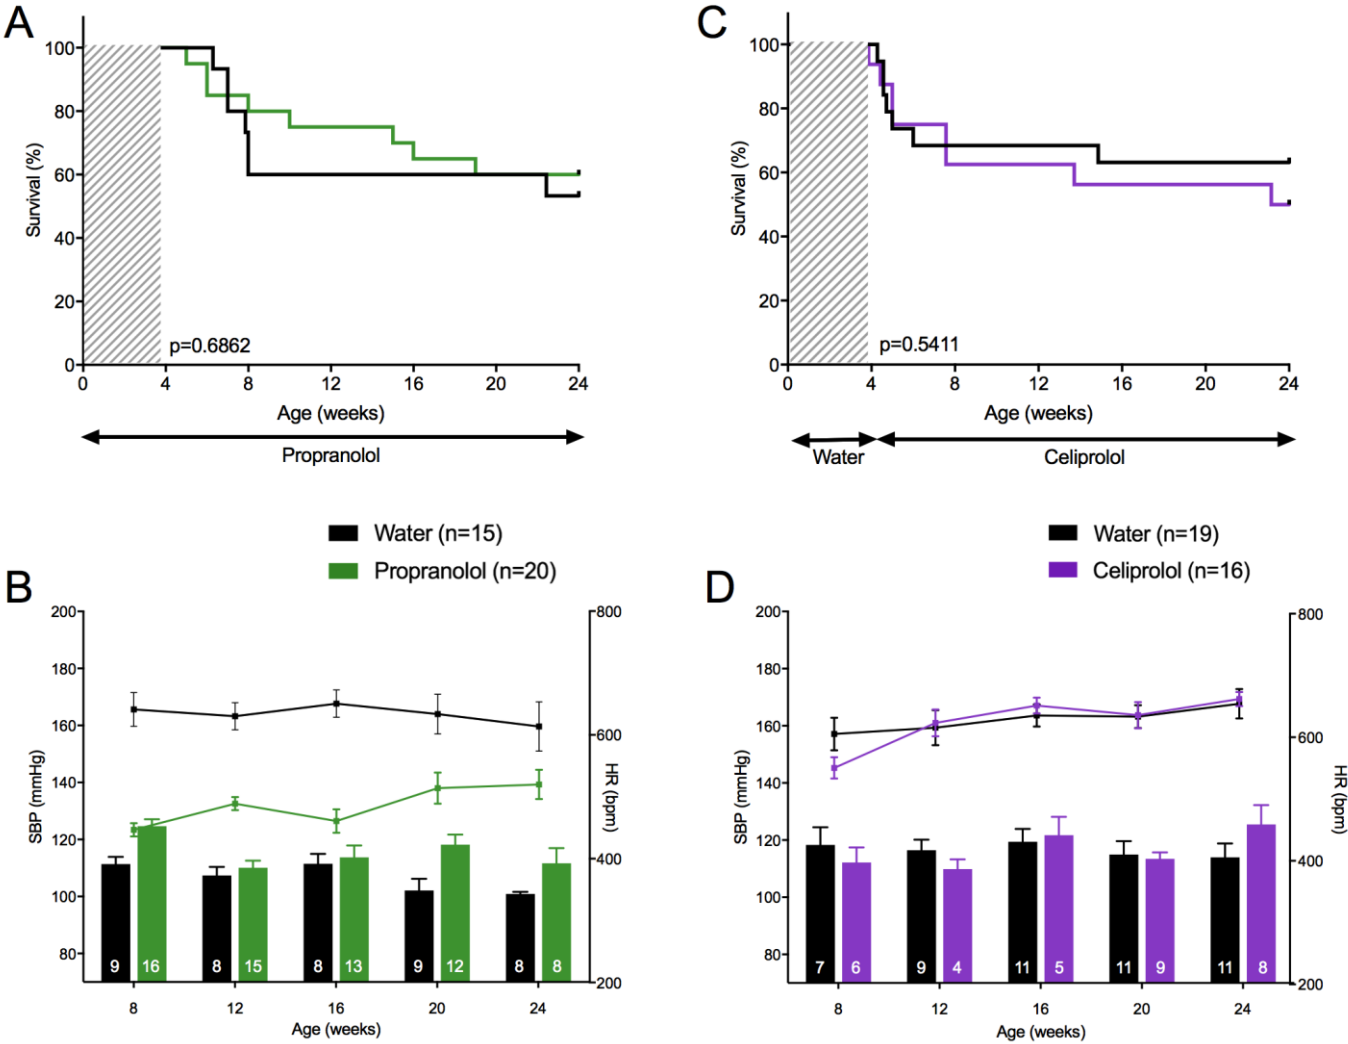 A
100
80
60
40
20
0
Survival (%)
p=0.6862
0 4 8 12 16 20 24
Age (weeks)
Propranolol
C
100
80
60
40
20
0
Survival (%)
p=0.5411
0 4 8 12 16 20 24
Age (weeks)
Water Celiprolol
Water (n=15)
Propranolol (n=20)
B
200
180
160
140
120
100
80
SBP (mmHg)
800
600
400
200
HR (bpm)
9 16 8 15 8 13 9 12 8 8
8 12 16 20 24
Age (weeks)
Water (n=19)
Celiprolol (n=16)
D
200
180
160
140
120
100
80
SBP (mmHg)
800
600
400
200
HR (bpm)
7 6 9 4 11 5 11 9 11 8
8 12 16 20 24
Age (weeks)